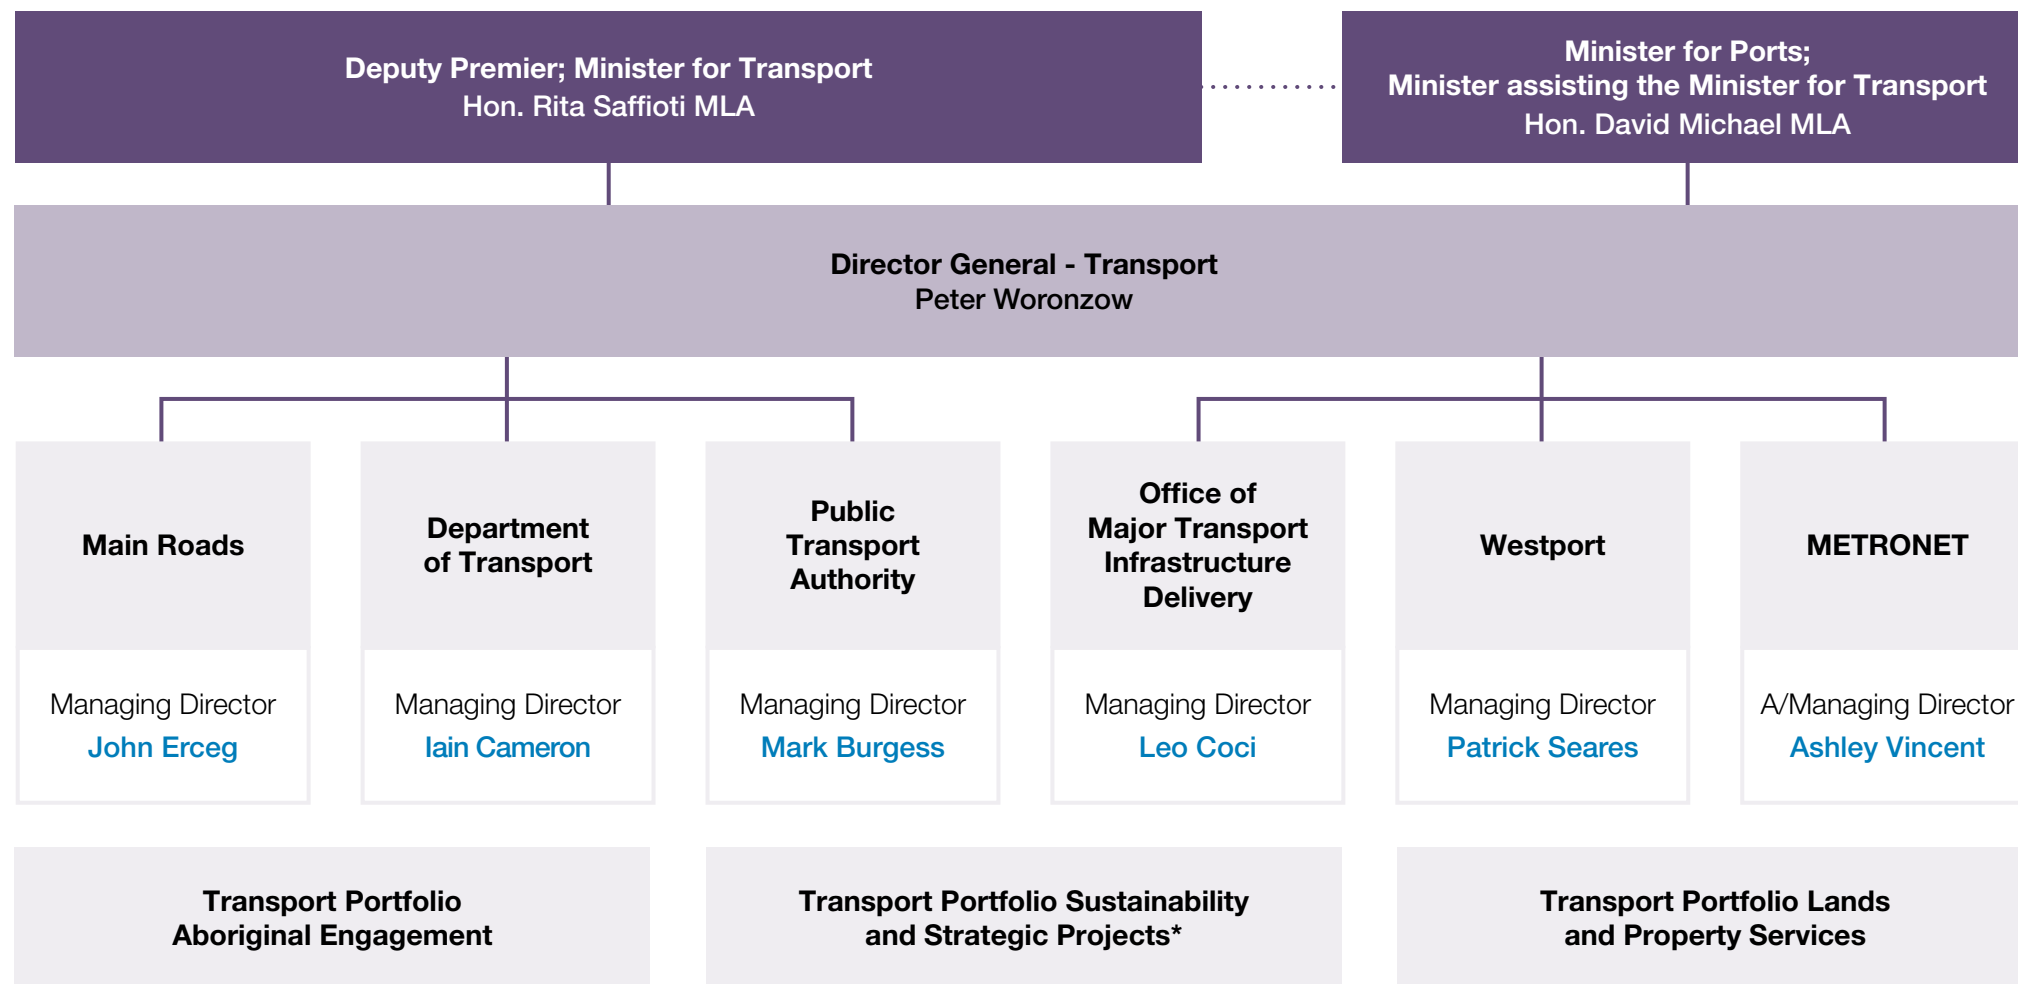 Deputy Premier; Minister for Transport
Hon. Rita Saffioti MLA
Minister for Ports;
Minister assisting the Minister for Transport
Hon. David Michael MLA
Director General - Transport
Peter Woronzow
Main Roads
Managing Director
John Erceg
Department
of Transport
Managing Director
Iain Cameron
Public
Transport
Authority
Managing Director
Mark Burgess
Office of
Major Transport
Infrastructure
Delivery
Managing Director
Leo Coci
Westport
Managing Director
Patrick Seares
METRONET
A/Managing Director
Ashley Vincent
Transport Portfolio
Aboriginal Engagement
Transport Portfolio Sustainability
and Strategic Projects*
Transport Portfolio Lands
and Property Services